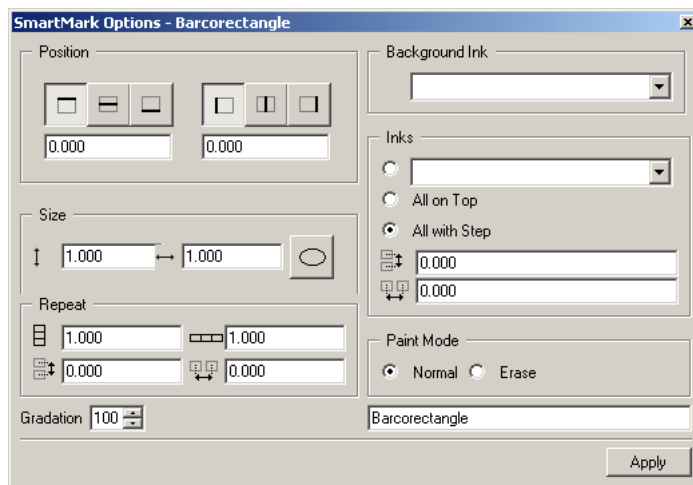 SmartMark Options - Barcorectangle
Position
0.000
0.000
Size
1.000
1.000
Repeat
1.000
1.000
0.000
0.000
Gradation 100
Background Ink
Inks
All on Top
All with Step
0.000
0.000
Paint Mode
Normal Erase
Barcorectangle
Apply